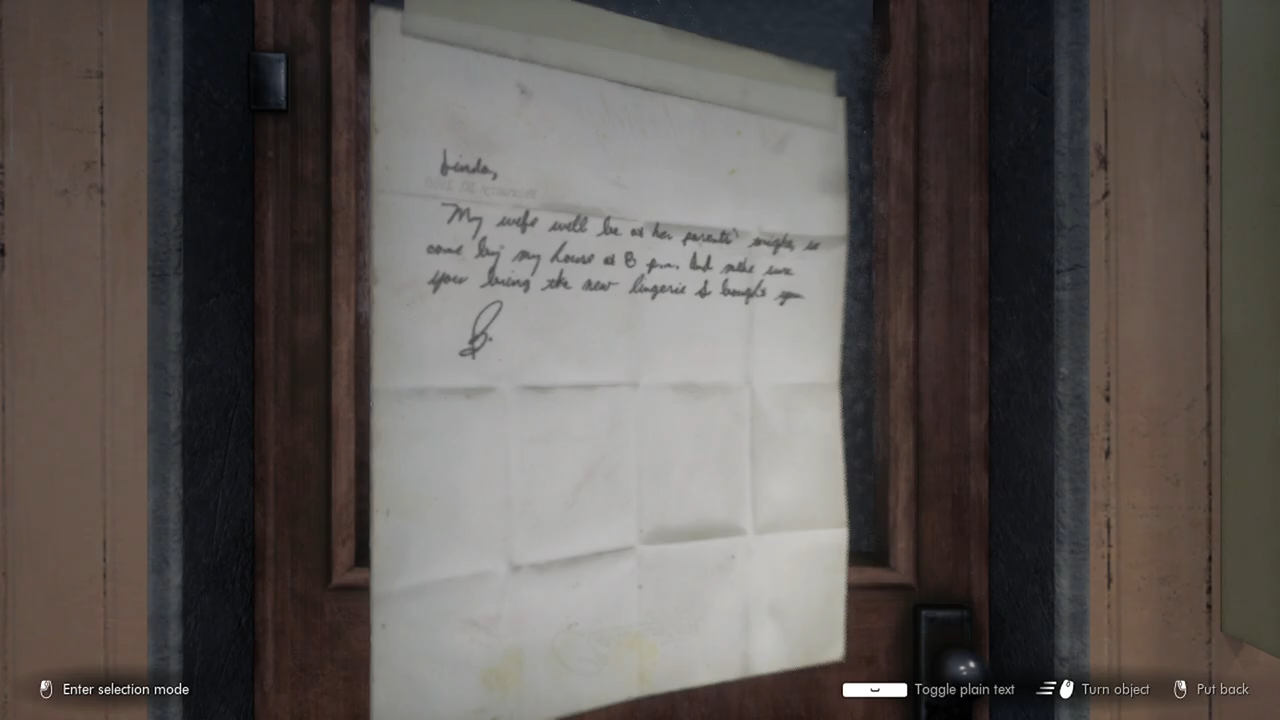 Linda,
My wife will be at her parents' tonight so
come by my house at 8 p.m. And make sure
you bring the new lingerie I bought you
B.
Enter selection mode
Toggle plain text
Turn object
Put back